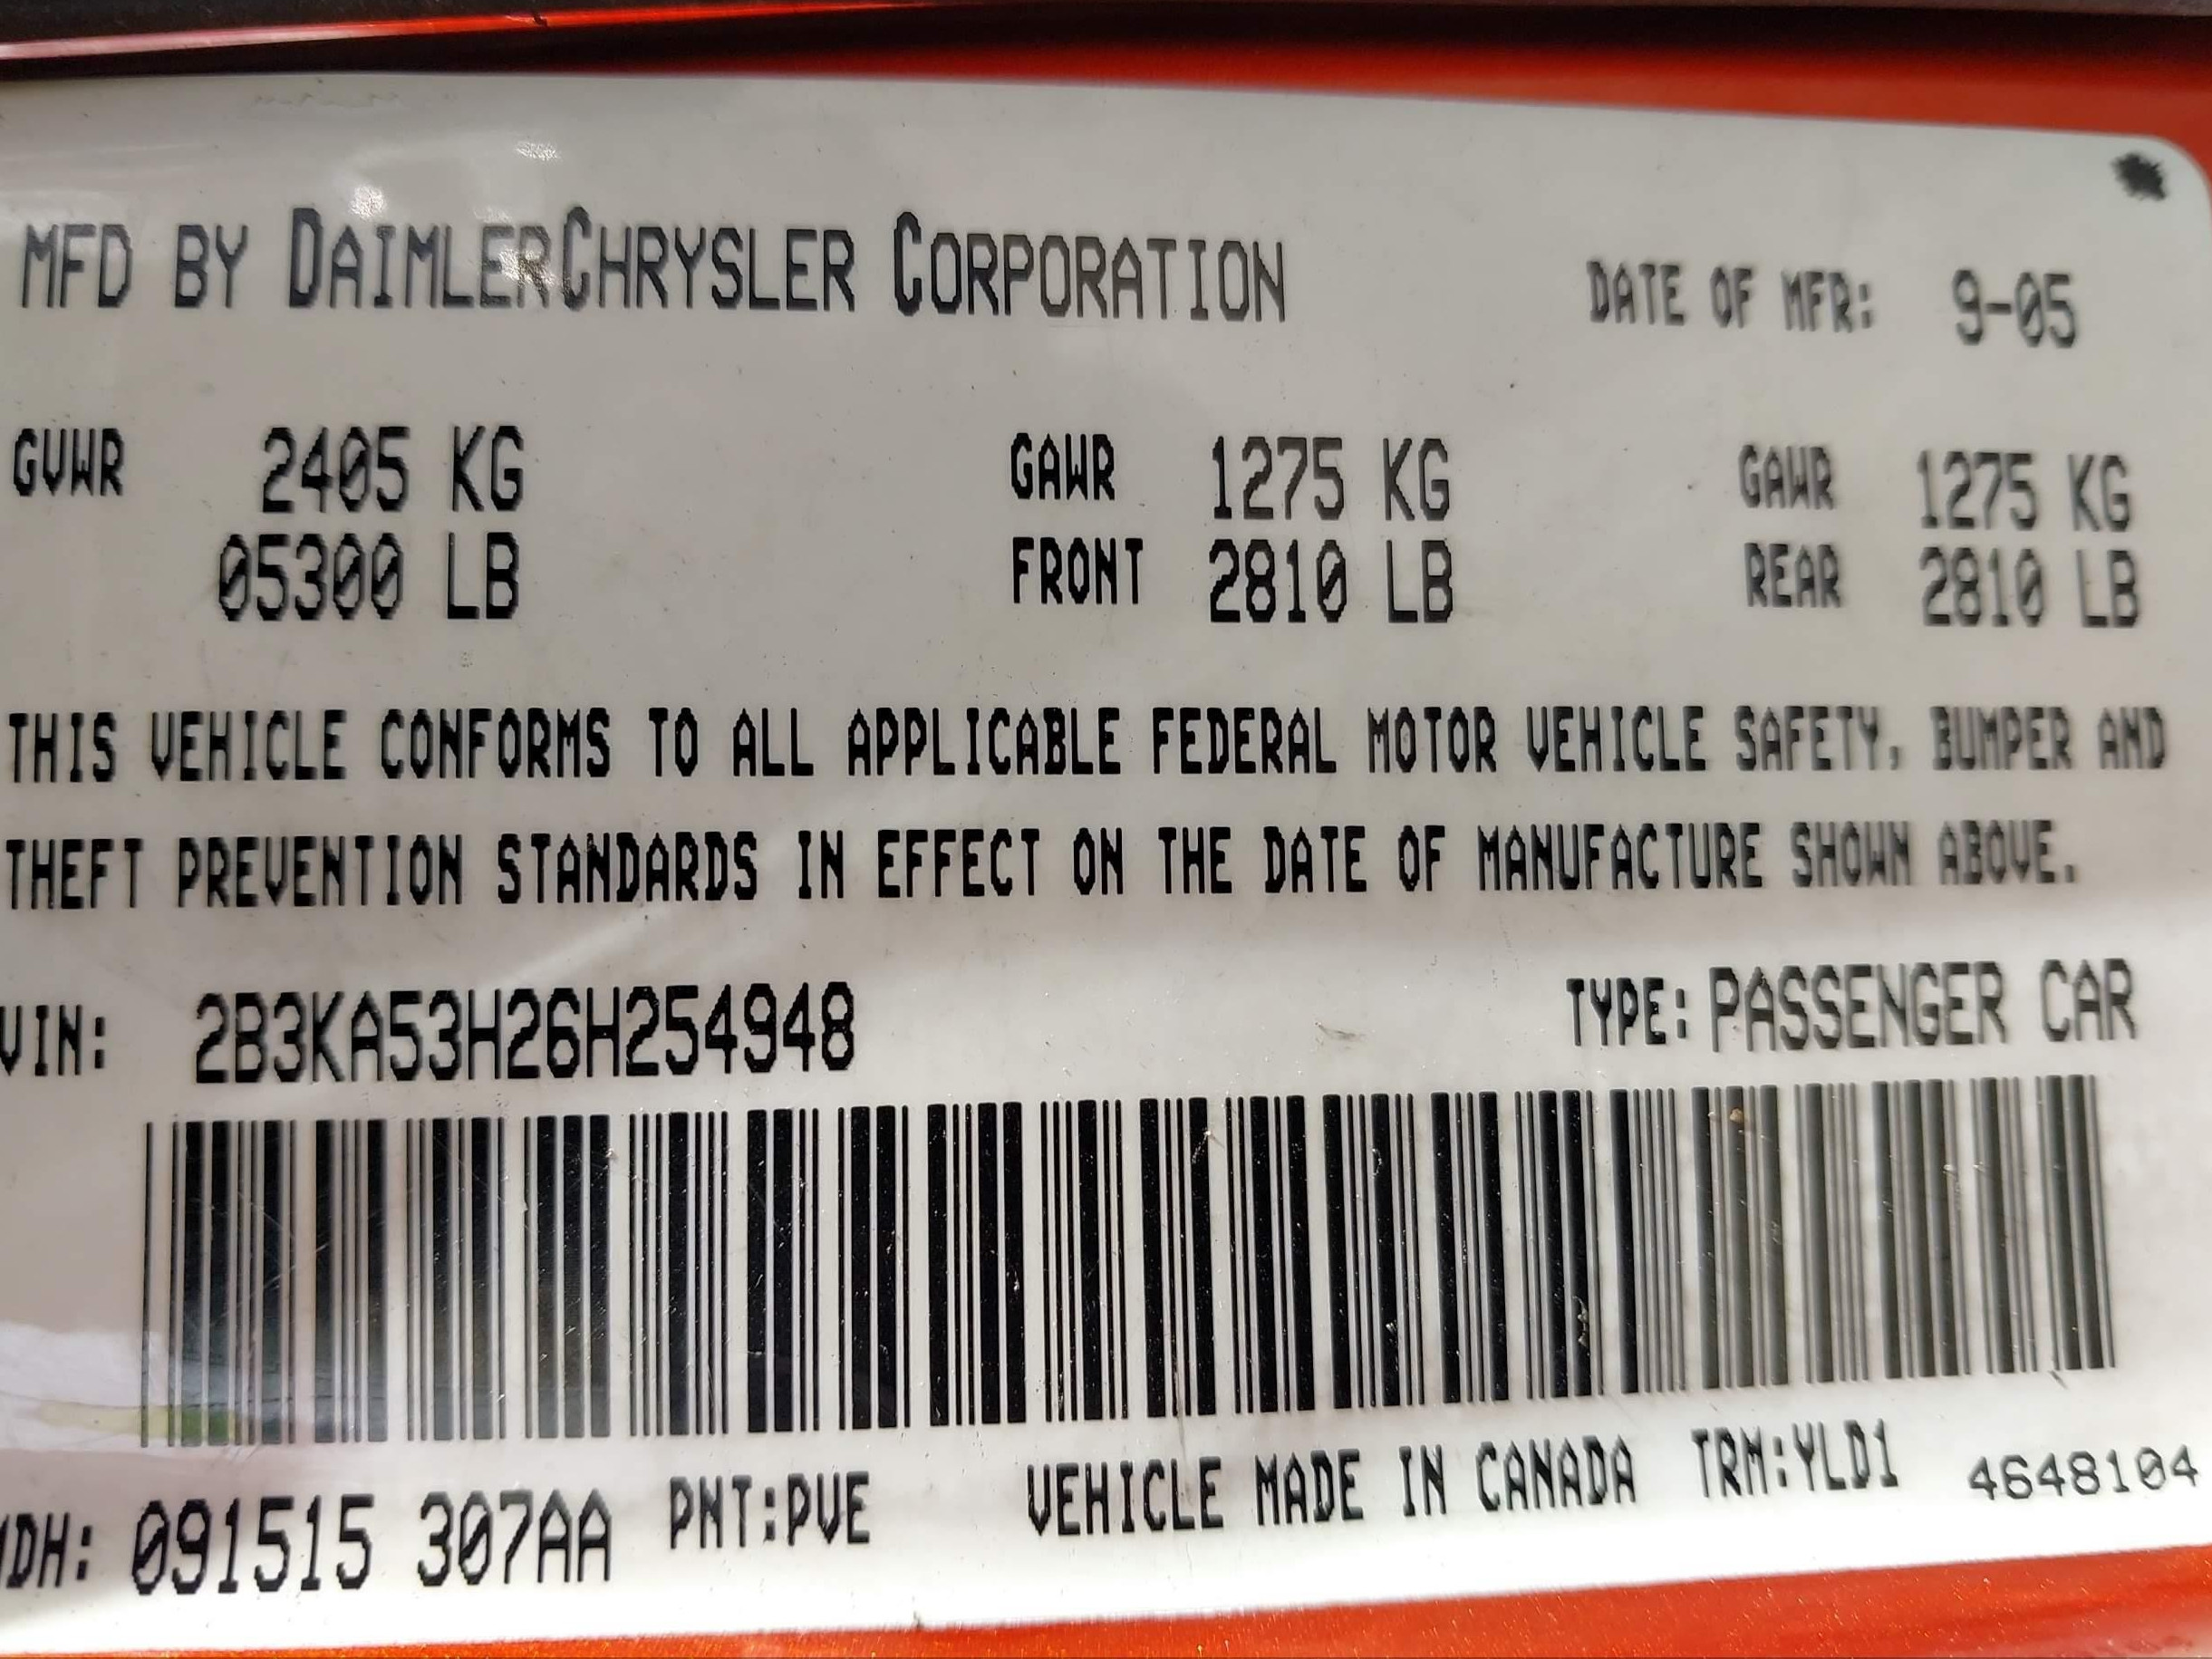 MFD BY DAIMLERCHRYSLER CORPORATION DATE OF MFR: 9-05
GVWR 2405 KG GAWR 1275 KG GAWR 1275 KG
05300 LB FRONT 2810 LB REAR 2810 LB
THIS VEHICLE CONFORMS TO ALL APPLICABLE FEDERAL MOTOR VEHICLE SAFETY, BUMPER AND
THEFT PREVENTION STANDARDS IN EFFECT ON THE DATE OF MANUFACTURE SHOWN ABOVE.
VIN: 2B3KA53H26H254948 TYPE: PASSENGER CAR
MDH: 091515 307AA PNT:PVE VEHICLE MADE IN CANADA TRM:YLD1 4648104